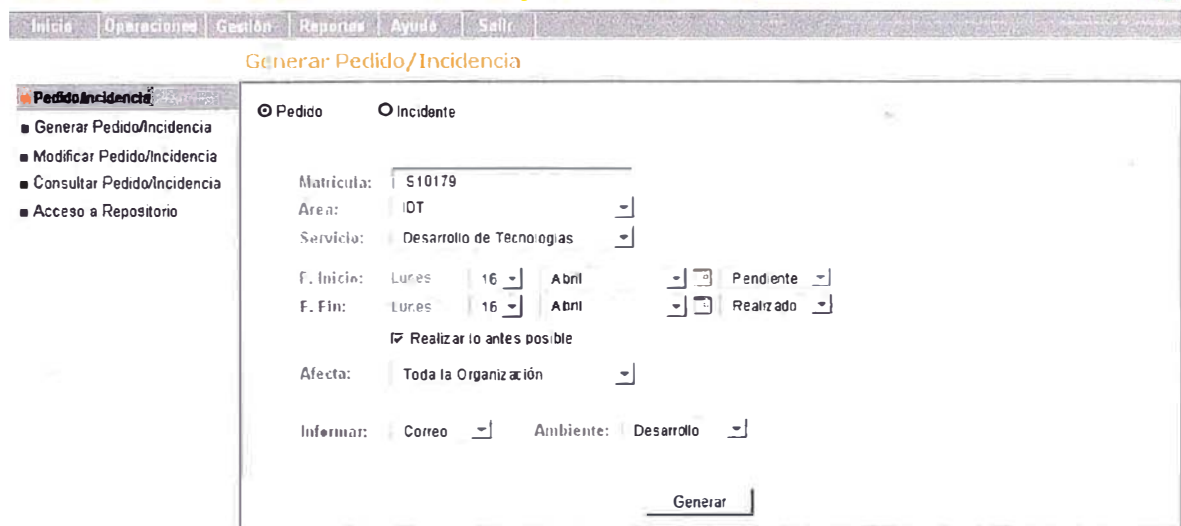 Inicio Operaciones Gestión Reportes Ayuda Salir
Generar Pedido/Incidencia
Pedido/Incidencia
Generar Pedido/Incidencia
Modificar Pedido/Incidencia
Consultar Pedido/Incidencia
Acceso a Repositorio
Pedido Incidente
Matricula: S10179
Area: IDT
Servicio: Desarrollo de Tecnologias
F. Inicio: Lunes 16 Abril Pendiente
F. Fin: Lunes 16 Abril Realizado
Realizar lo antes posible
Afecta: Toda la Organización
Informar: Correo Ambiente: Desarrollo
Generar